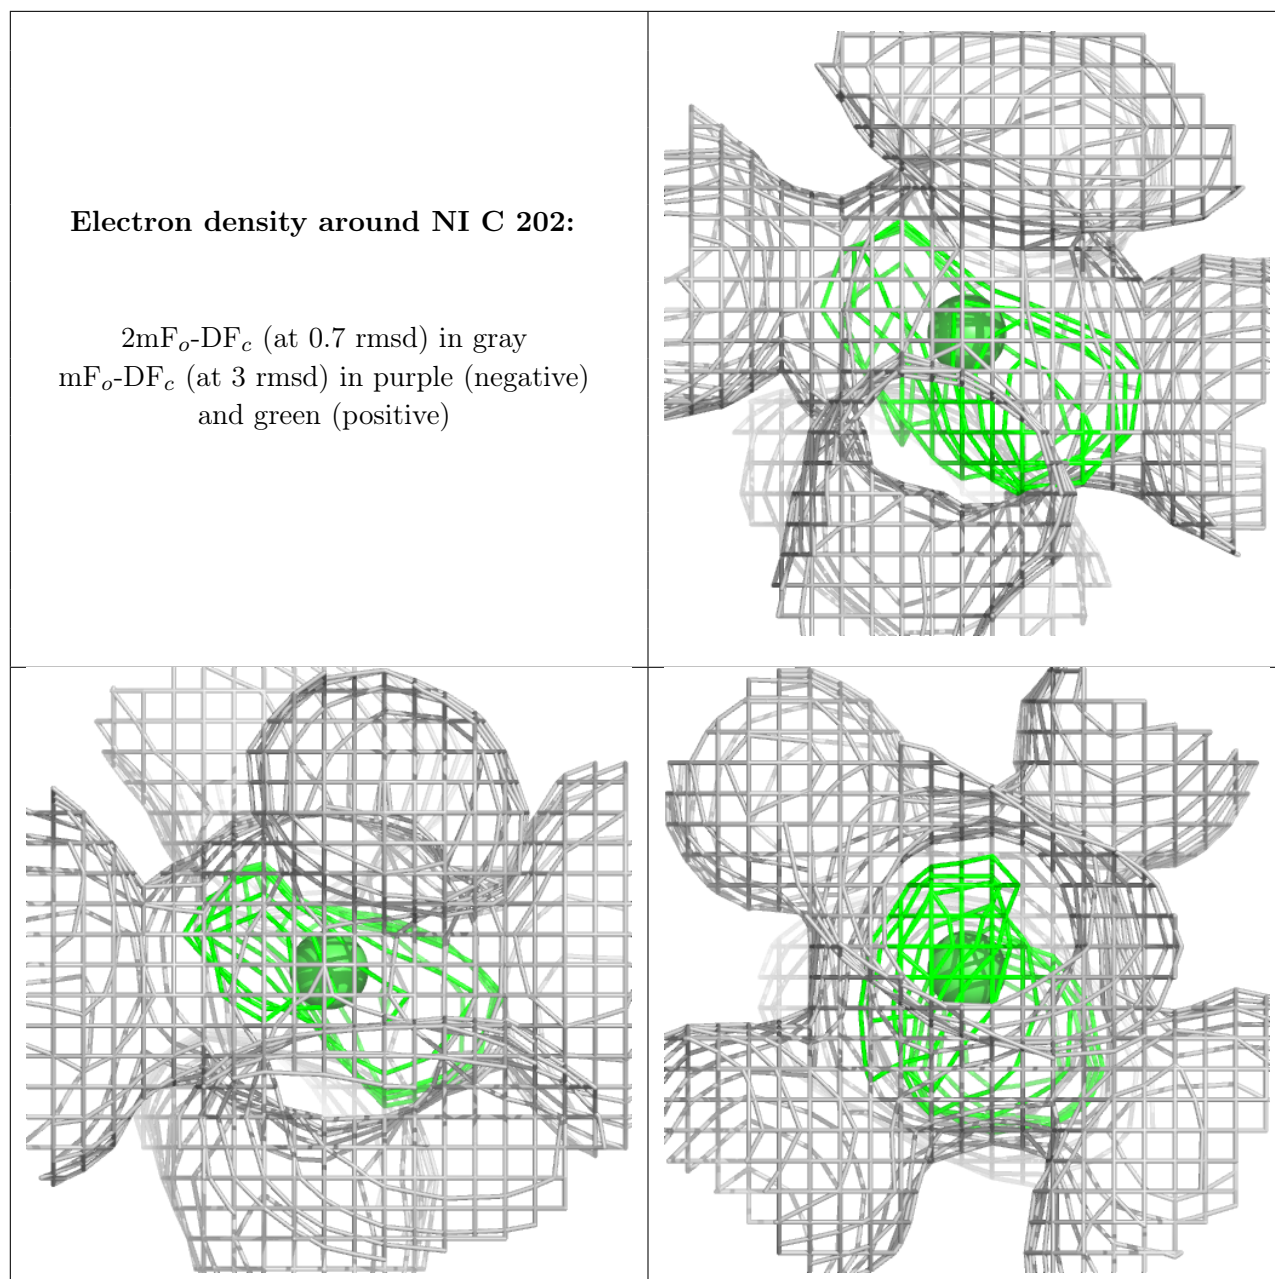 Electron density around NI C 202:
2mFo-DFc (at 0.7 rmsd) in gray
mFo-DFc (at 3 rmsd) in purple (negative)
and green (positive)